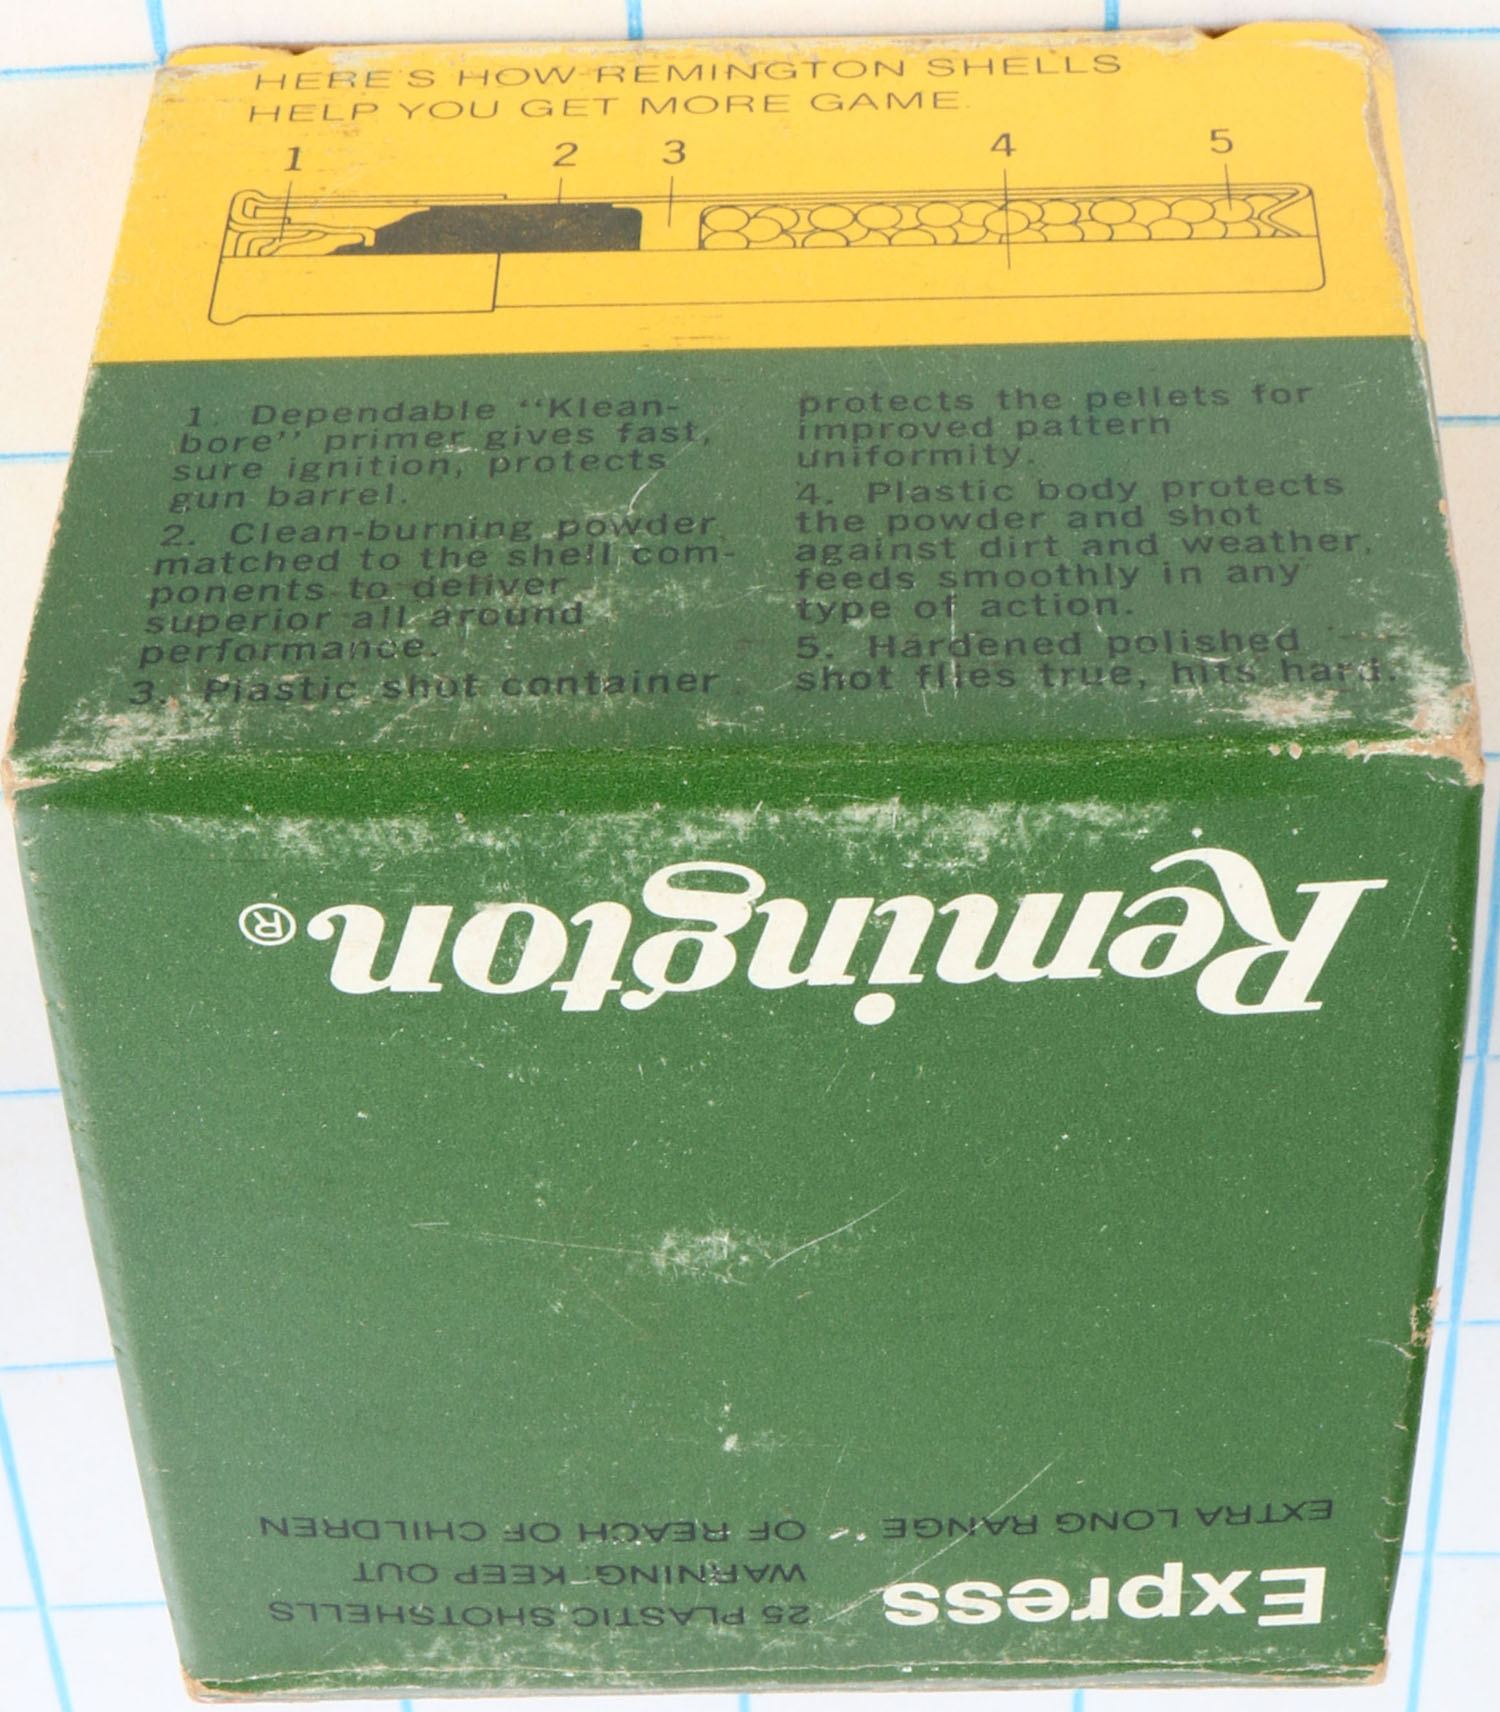 HERE'S HOW REMINGTON SHELLS
HELP YOU GET MORE GAME.
1 2 3 4 5
1. Dependable “Klean-
bore” primer gives fast,
sure ignition, protects
gun barrel.
2. Clean-burning powder
matched to the shell com-
ponents to deliver
superior all around
performance.
3. Plastic shot container
protects the pellets for
improved pattern
uniformity.
4. Plastic body protects
the powder and shot
against dirt and weather,
feeds smoothly in any
type of action.
5. Hardened polished
shot flies true, hits hard.
Remington®
Express
EXTRA LONG RANGE
25 PLASTIC SHOTSHELLS
WARNING: KEEP OUT
OF REACH OF CHILDREN